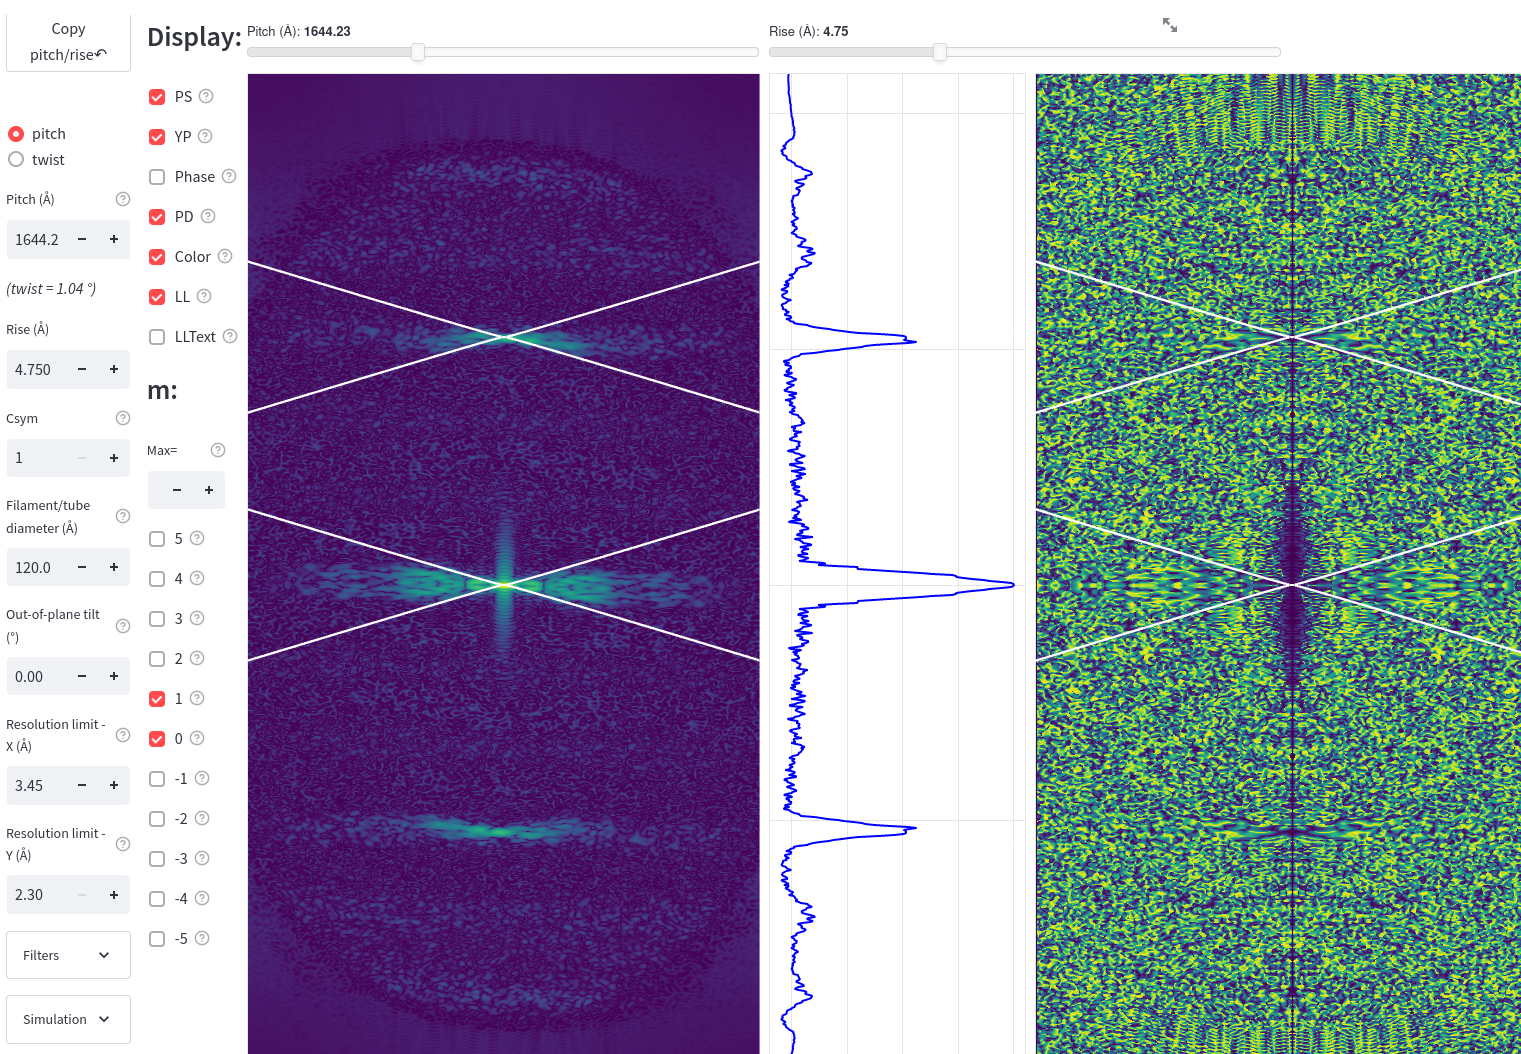 Copy
pitch/rise↶
pitch
twist
Pitch (Å)
1644.2
(twist = 1.04 °)
Rise (Å)
4.750
Csym
1
Filament/tube
diameter (Å)
120.0
Out-of-plane tilt
(°)
0.00
Resolution limit -
X (Å)
3.45
Resolution limit -
Y (Å)
2.30
Filters
Simulation
Display:
PS
YP
Phase
PD
Color
LL
LLText
m:
Max=
5
4
3
2
1
0
-1
-2
-3
-4
-5
Pitch (Å): 1644.23
Rise (Å): 4.75